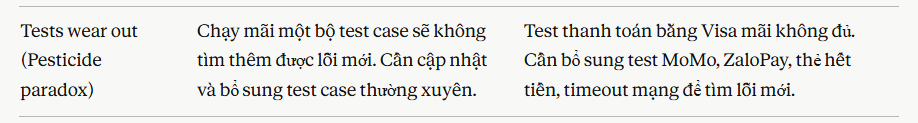 Tests wear out
(Pesticide
paradox)
Chạy mãi một bộ test case sẽ không
tìm thêm được lỗi mới. Cần cập nhật
và bổ sung test case thường xuyên.
Test thanh toán bằng Visa mãi không đủ.
Cần bổ sung test MoMo, ZaloPay, thẻ hết
tiền, timeout mạng để tìm lỗi mới.